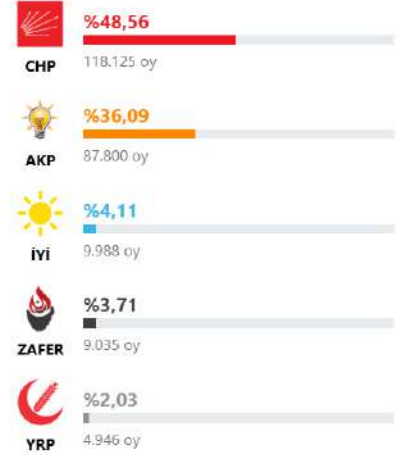 %48,56
CHP
118.125 oy
%36,09
AKP
87.800 oy
%4,11
İYİ
9.988 oy
%3,71
ZAFER
9.035 oy
%2,03
YRP
4.946 oy